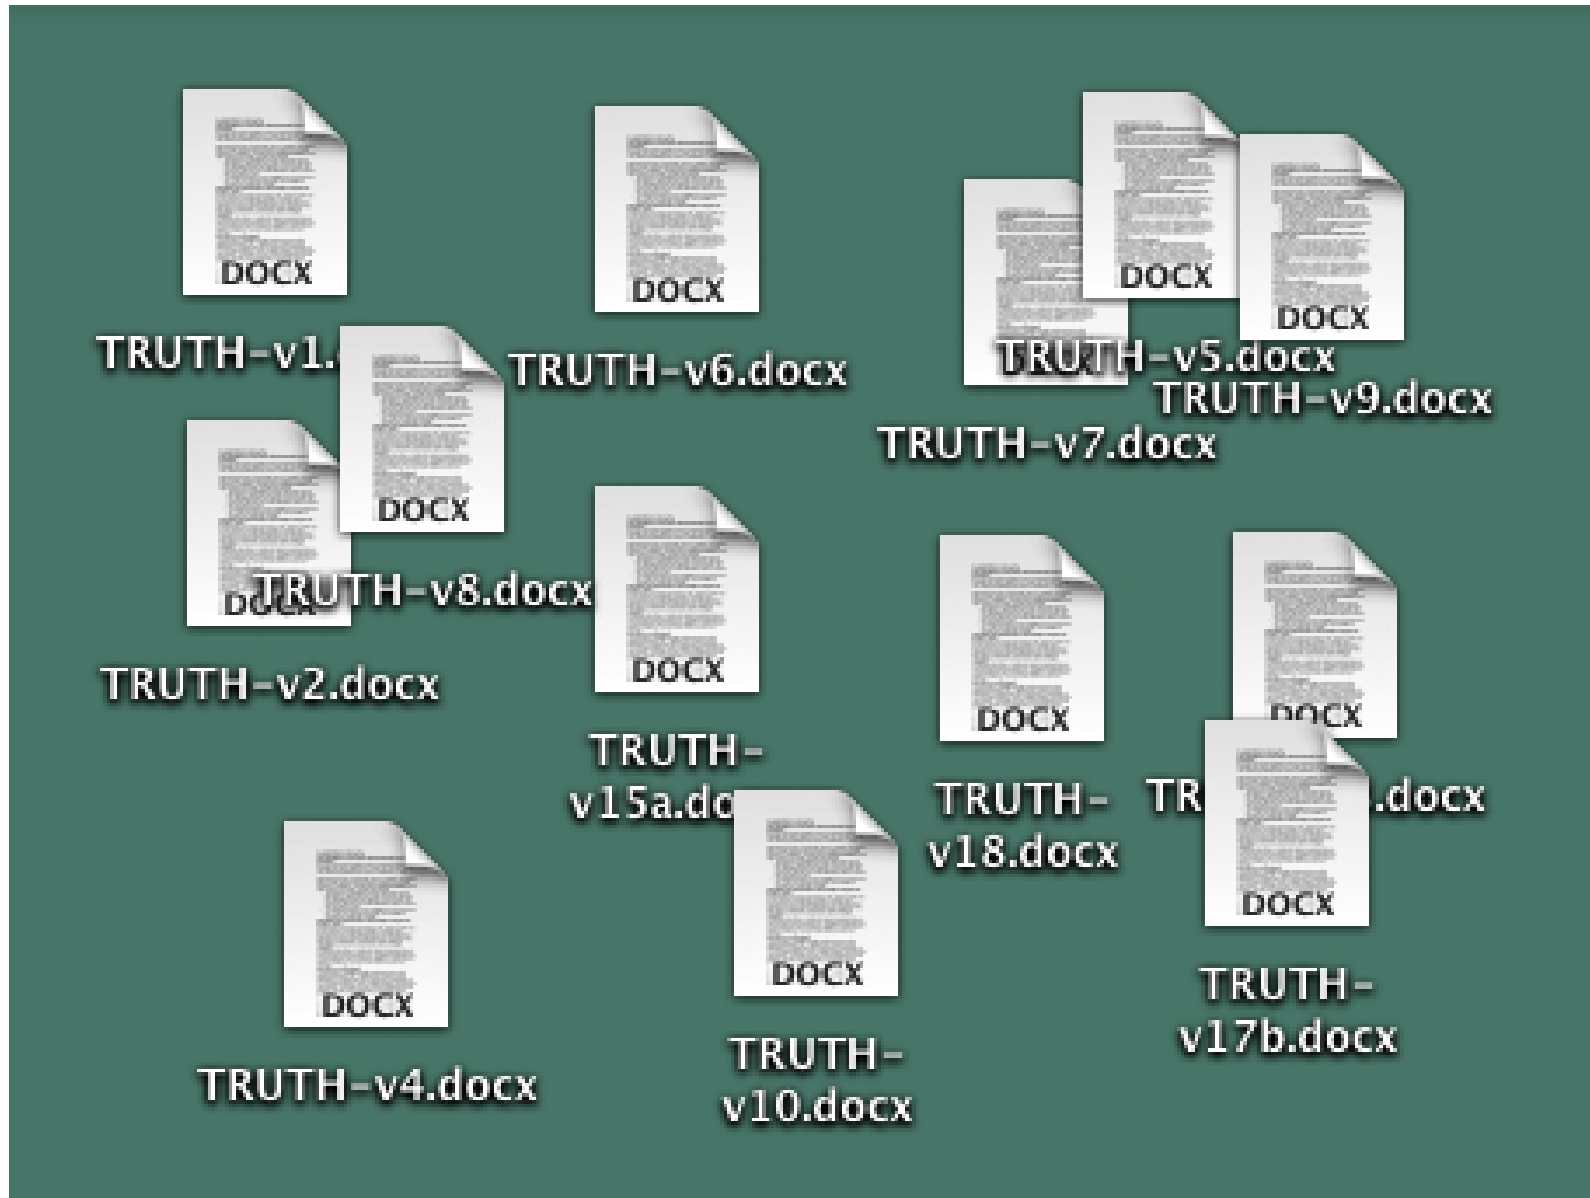 DOCX
TRUTH-v1.
DOCX
TRUTH-v6.docx
DOCX
TRUTH-v5.docx
DOCX
TRUTH-v9.docx
TRUTH-v7.docx
DOCX
TRUTH-v8.docx
DOCX
TRUTH-v2.docx
DOCX
TRUTH-
v15a.do
DOCX
TRUTH-
v18.docx
DOCX
.docx
DOCX
TRUTH-
v17b.docx
DOCX
TRUTH-v4.docx
DOCX
TRUTH-
v10.docx